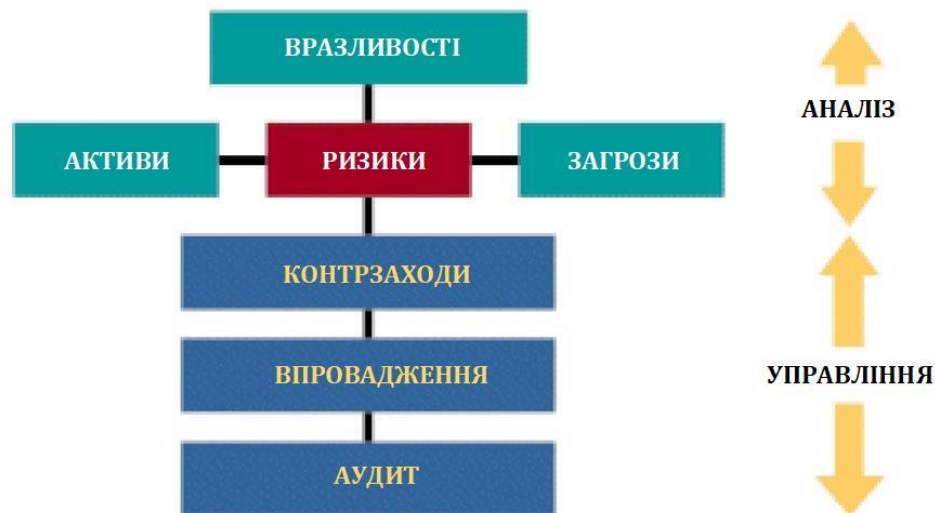 ВРАЗЛИВОСТІ
АНАЛІЗ
АКТИВИ
РИЗИКИ
ЗАГРОЗИ
КОНТРЗАХОДИ
ВПРОВАДЖЕННЯ
УПРАВЛІННЯ
АУДИТ